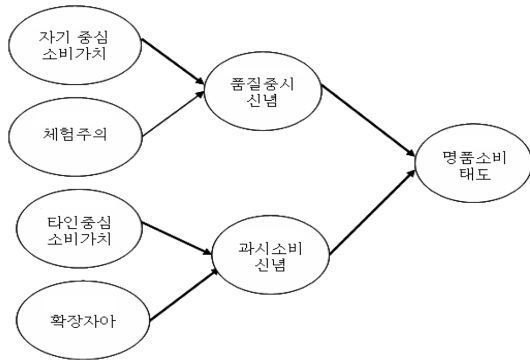 자기 중심
소비가치
체험주의
타인중심
소비가치
확장자아
품질중시
신념
과시소비
신념
명품소비
태도